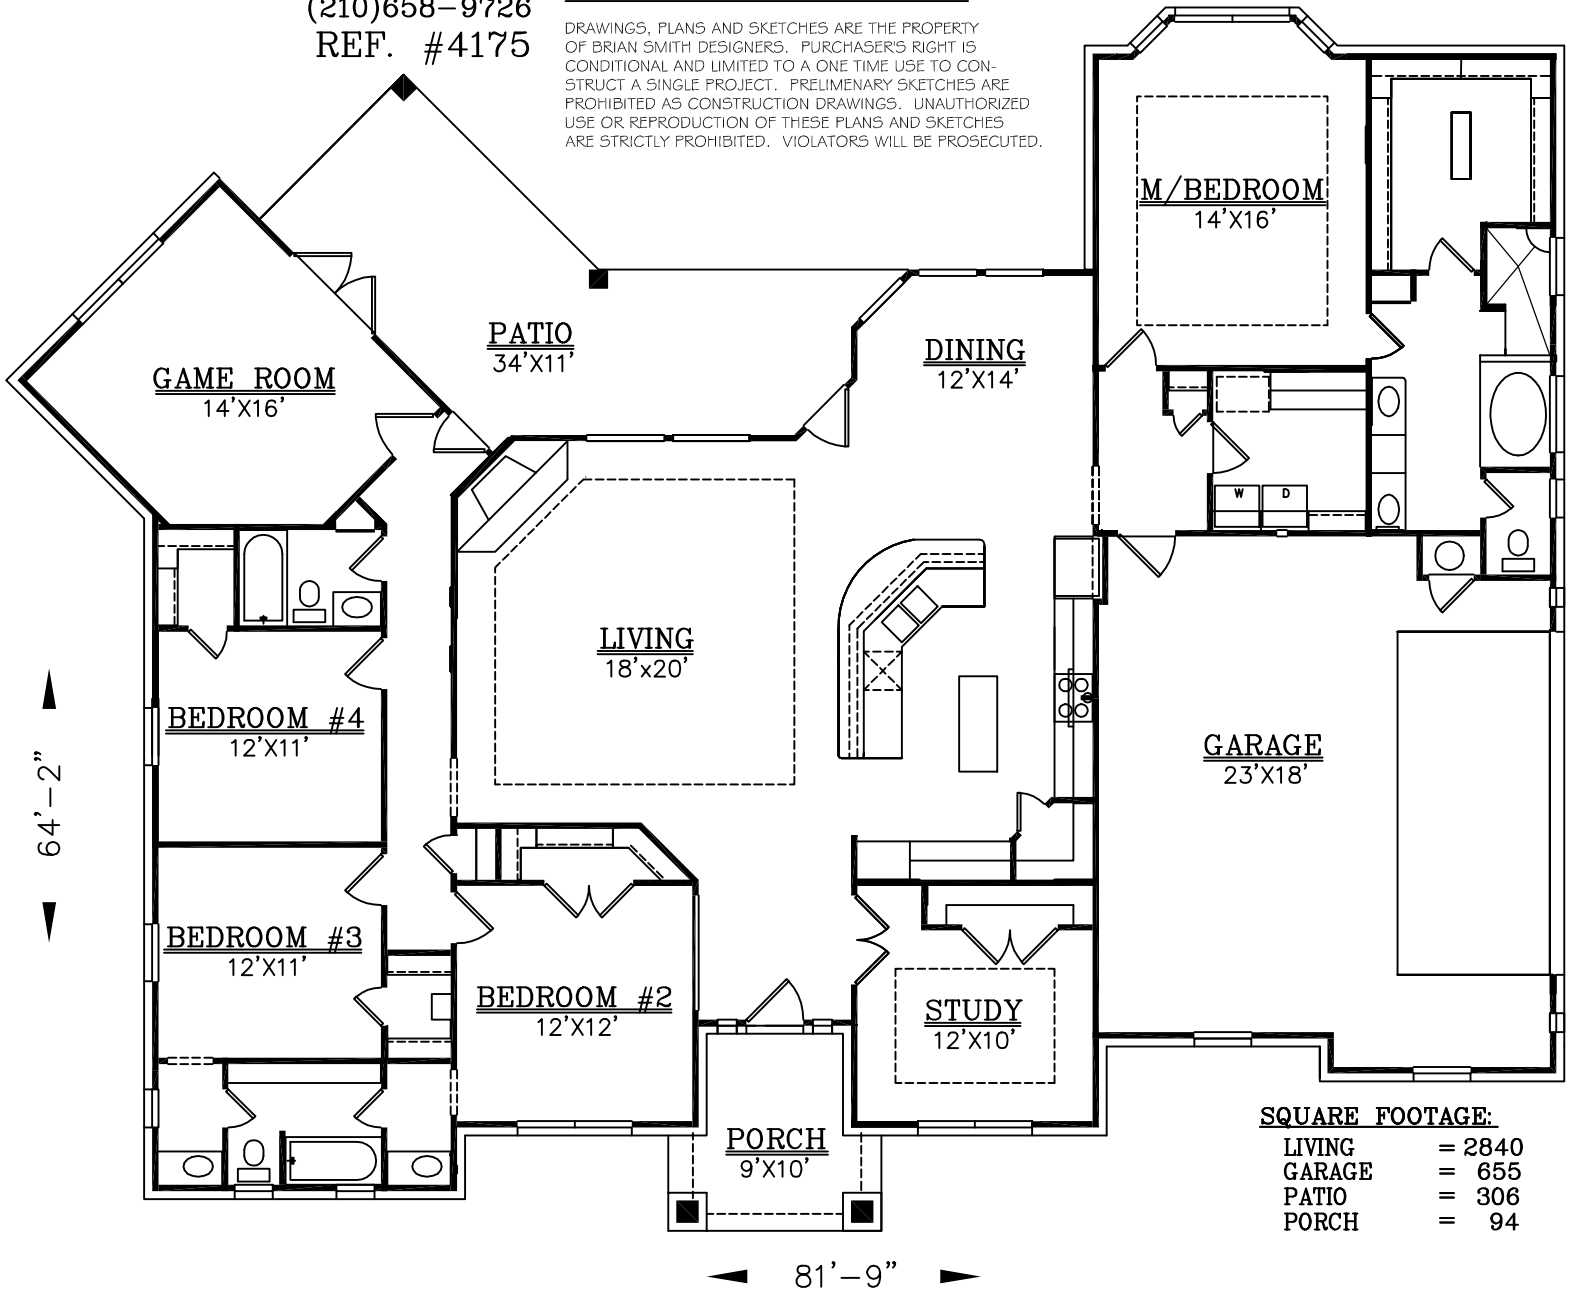 (210)658-9726
REF. #4175
DRAWINGS, PLANS AND SKETCHES ARE THE PROPERTY
OF BRIAN SMITH DESIGNERS. PURCHASER'S RIGHT IS
CONDITIONAL AND LIMITED TO A ONE TIME USE TO CON-
STRUCT A SINGLE PROJECT. PRELIMENARY SKETCHES ARE
PROHIBITED AS CONSTRUCTION DRAWINGS. UNAUTHORIZED
USE OR REPRODUCTION OF THESE PLANS AND SKETCHES
ARE STRICTLY PROHIBITED. VIOLATORS WILL BE PROSECUTED.
M/BEDROOM
14'X16'
PATIO
34'X11'
DINING
12'X14'
GAME ROOM
14'X16'
W D
LIVING
18'x20'
BEDROOM #4
12'X11'
GARAGE
23'X18'
64'-2"
BEDROOM #3
12'X11'
BEDROOM #2
12'X12'
STUDY
12'X10'
PORCH
9'X10'
SQUARE FOOTAGE:
LIVING = 2840
GARAGE = 655
PATIO = 306
PORCH = 94
81'-9"